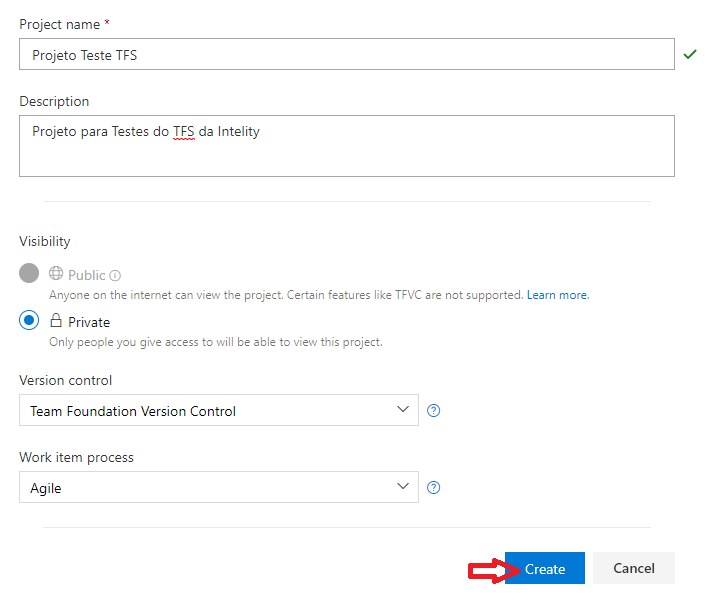 Project name *
Projeto Teste TFS
Description
Projeto para Testes do TFS da Intelity
Visibility
Public
Anyone on the internet can view the project. Certain features like TFVC are not supported. Learn more.
Private
Only people you give access to will be able to view this project.
Version control
Team Foundation Version Control
Work item process
Agile
Create Cancel